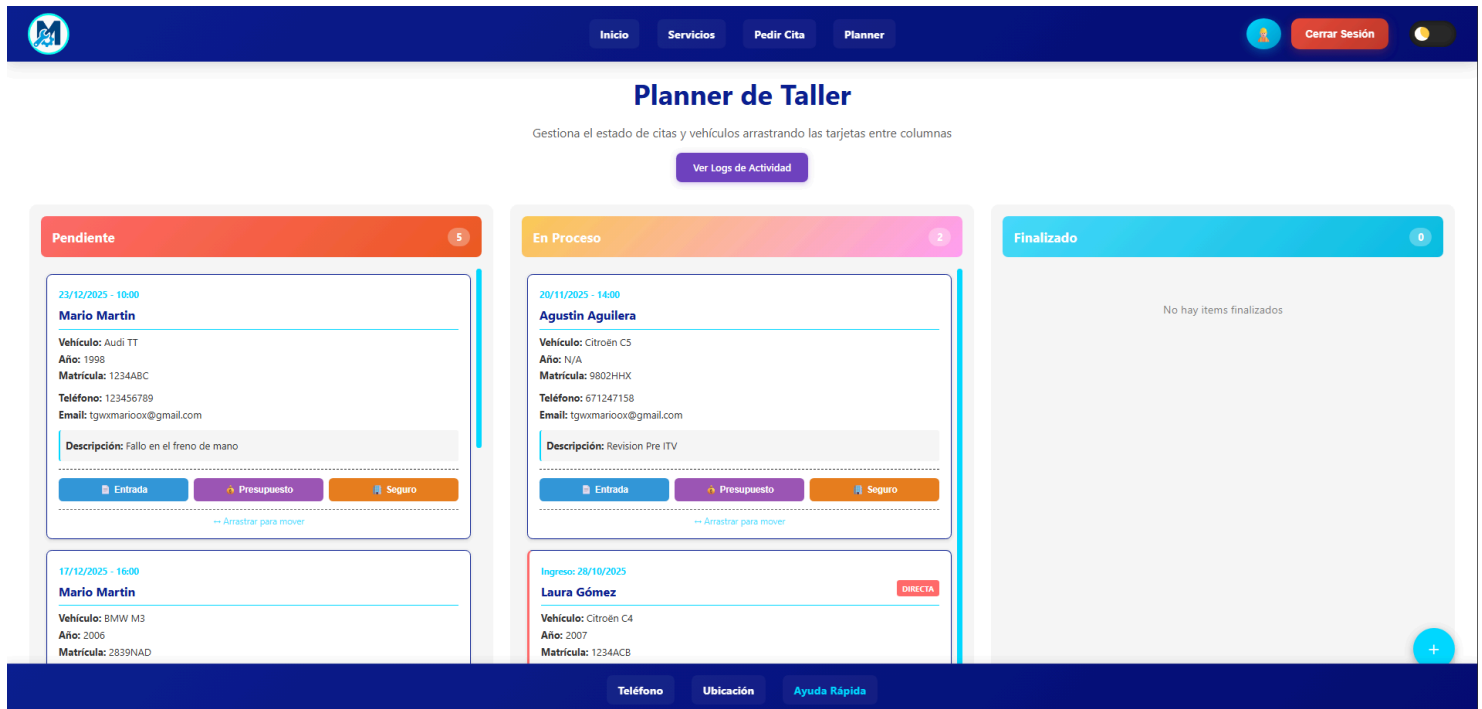 M
Inicio Servicios Pedir Cita Planner Cerrar Sesión
Planner de Taller
Gestiona el estado de citas y vehículos arrastrando las tarjetas entre columnas
Ver Logs de Actividad
Pendiente 5
23/12/2025 - 10:00
Mario Martin
Vehículo: Audi TT
Año: 1998
Matrícula: 1234ABC
Teléfono: 123456789
Email: tgwxmarioox@gmail.com
Descripción: Fallo en el freno de mano
Entrada Presupuesto Seguro
↔ Arrastrar para mover
17/12/2025 - 16:00
Mario Martin
Vehículo: BMW M3
Año: 2006
Matrícula: 2839NAD
En Proceso 2
20/11/2025 - 14:00
Agustin Aguilera
Vehículo: Citroën C5
Año: N/A
Matrícula: 9802HHX
Teléfono: 671247158
Email: tgwxmarioox@gmail.com
Descripción: Revision Pre ITV
Entrada Presupuesto Seguro
↔ Arrastrar para mover
Ingreso: 28/10/2025
DIRECTA
Laura Gómez
Vehículo: Citroën C4
Año: 2007
Matrícula: 1234ACB
Finalizado 0
No hay items finalizados
+
Teléfono Ubicación Ayuda Rápida